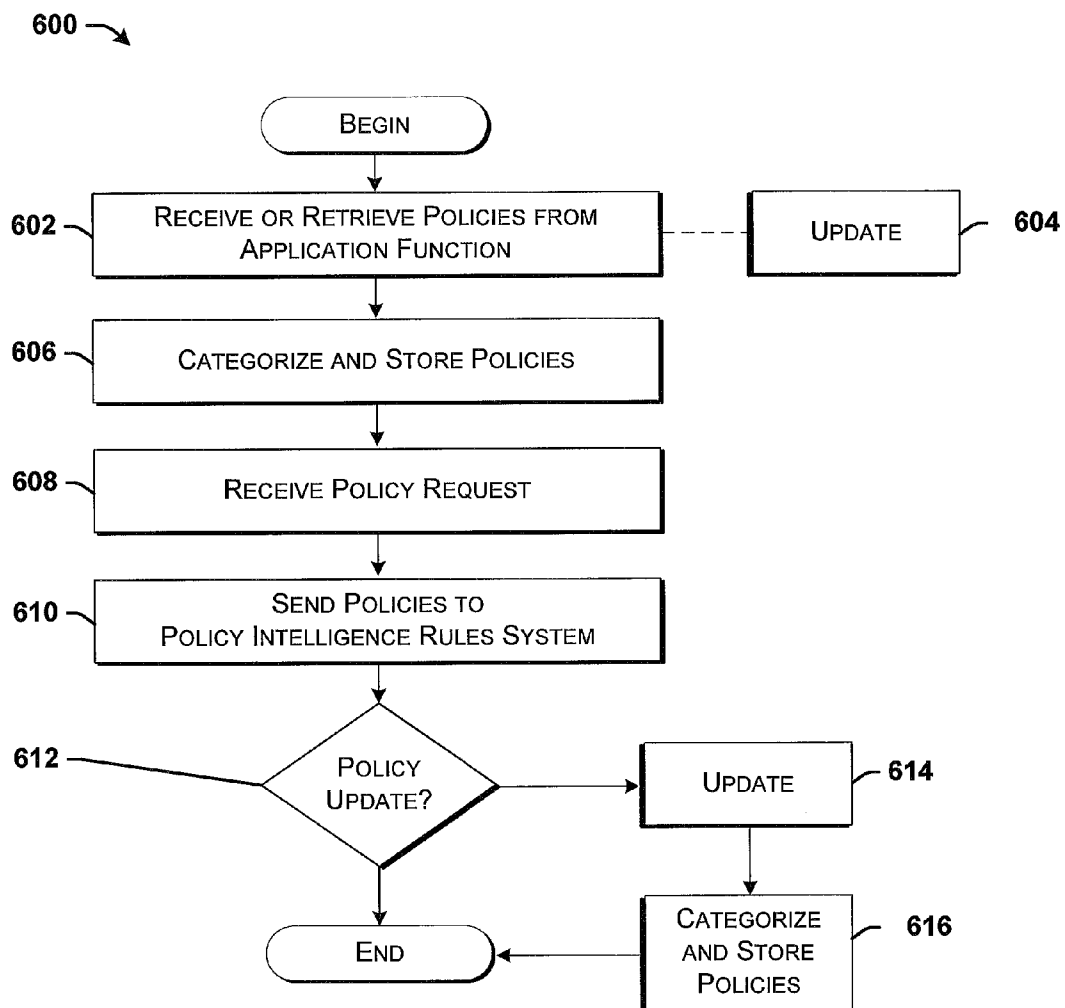 600
BEGIN
602
RECEIVE OR RETRIEVE POLICIES FROM
APPLICATION FUNCTION
UPDATE
604
606
CATEGORIZE AND STORE POLICIES
608
RECEIVE POLICY REQUEST
610
SEND POLICIES TO
POLICY INTELLIGENCE RULES SYSTEM
612
POLICY
UPDATE?
UPDATE
614
CATEGORIZE
AND STORE
POLICIES
616
END